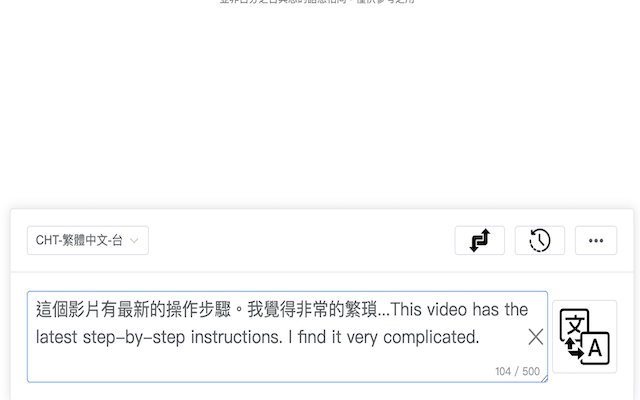 CHT-繁體中文-台
這個影片有最新的操作步驟。我覺得非常的繁瑣...This video has the
latest step-by-step instructions. I find it very complicated.
104 / 500
文
A